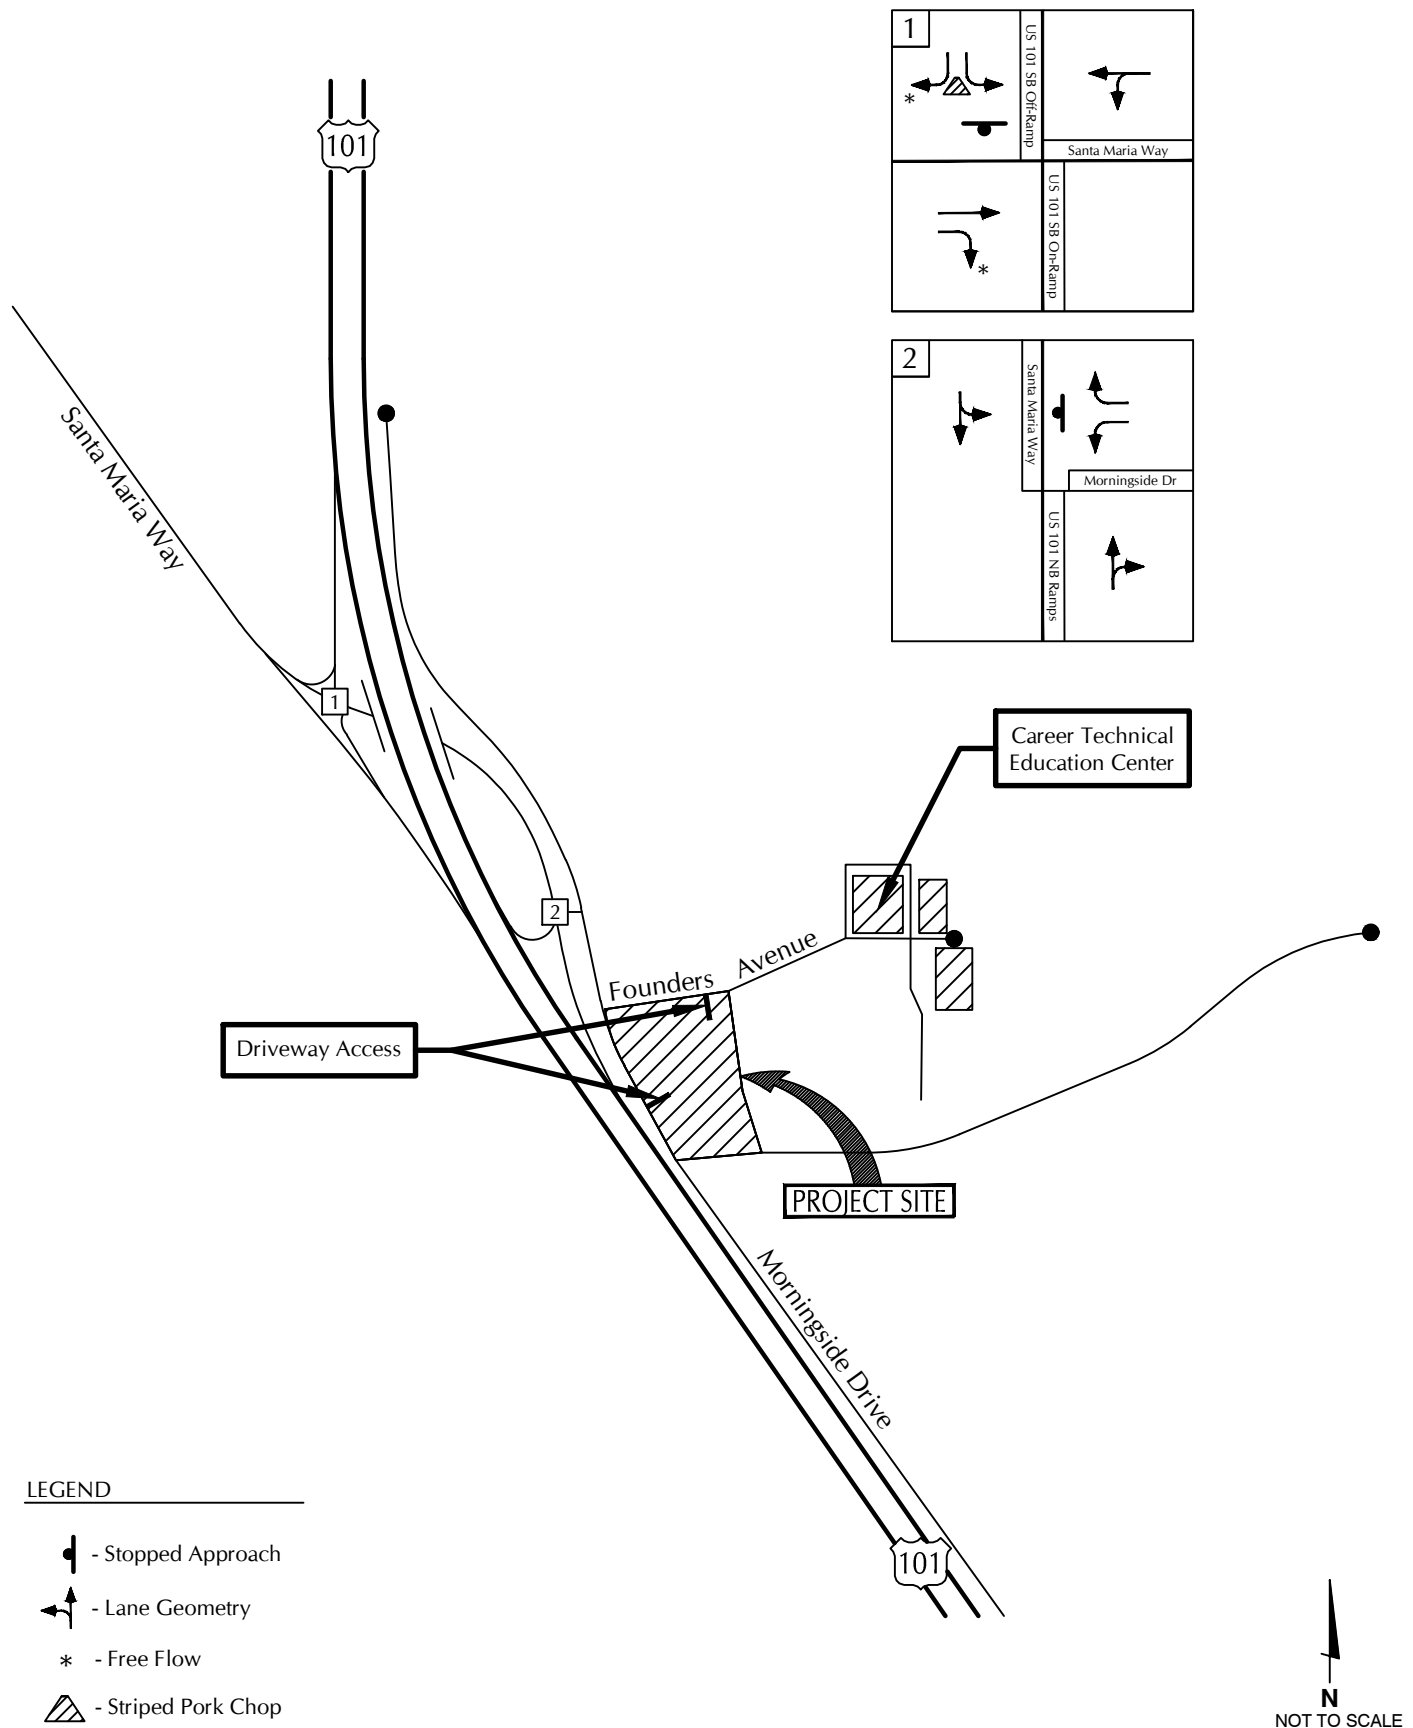 1
US 101 SB Off-Ramp
*
Santa Maria Way
US 101 SB On-Ramp
*
101
2
Santa Maria Way
Morningside Dr
US 101 NB Ramps
Santa Maria Way
1
Career Technical
Education Center
2
Founders Avenue
Driveway Access
PROJECT SITE
Morningside Drive
101
LEGEND
- Stopped Approach
- Lane Geometry
* - Free Flow
- Striped Pork Chop
N
NOT TO SCALE